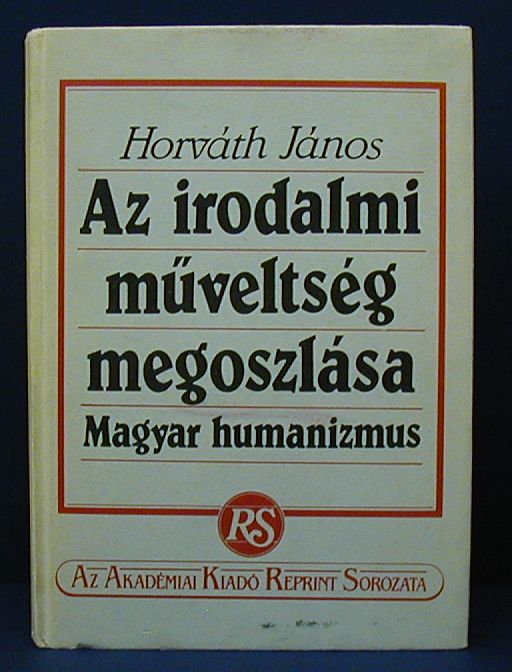 Horváth János
Az irodalmi
műveltség
megoszlása
Magyar humanizmus
RS
Az Akadémiai Kiadó Reprint Sorozata